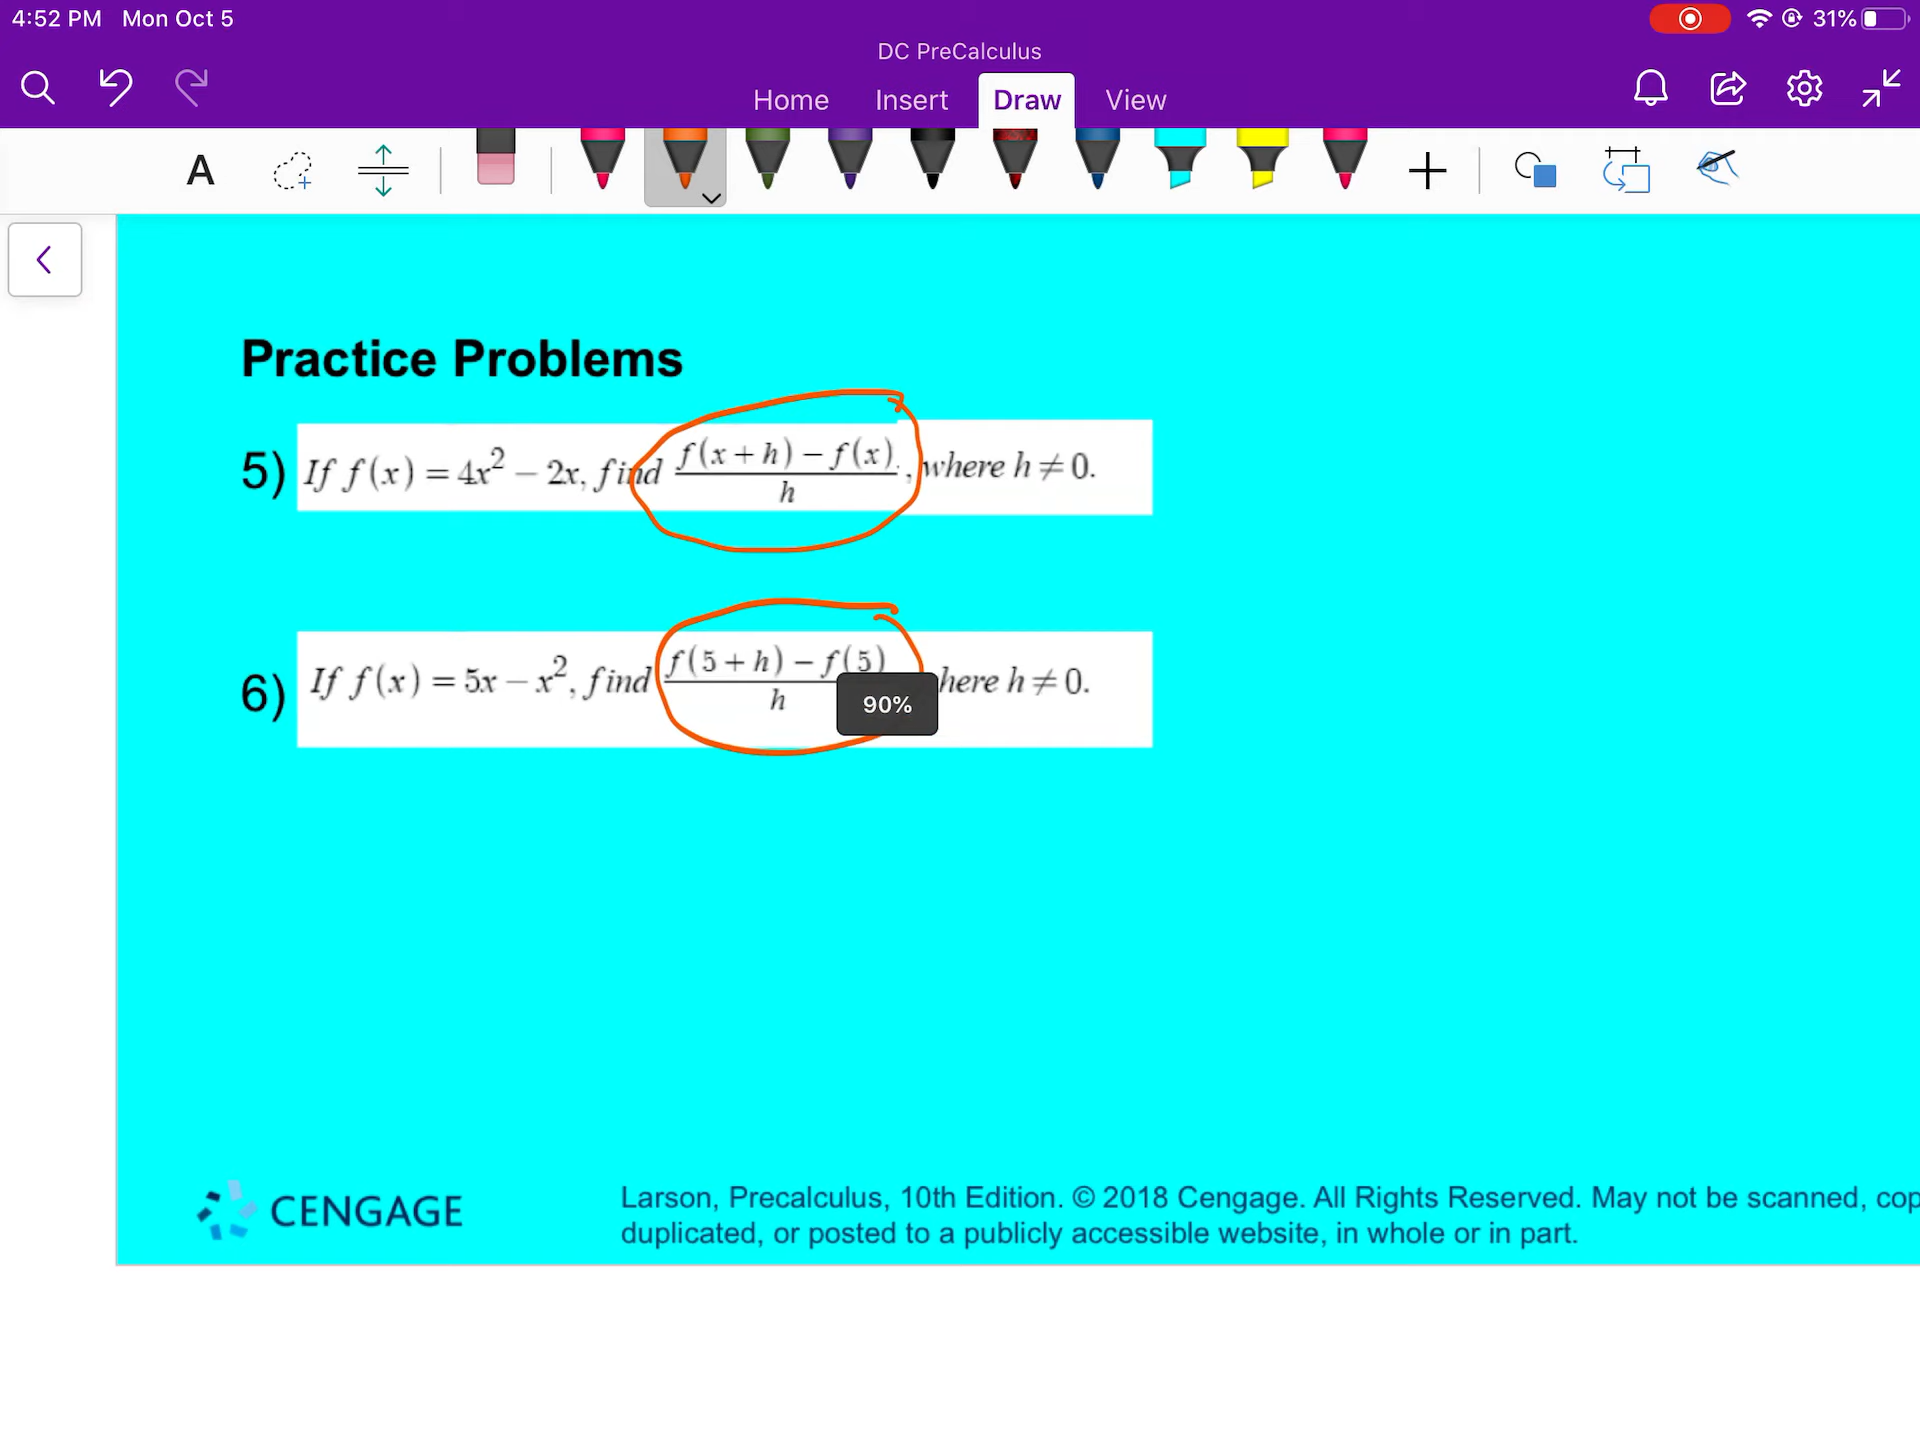 4:52 PM Mon Oct 5
31%
DC PreCalculus
Home Insert Draw View
A
Practice Problems
5) If f(x) = 4x² − 2x, find (f(x + h) − f(x))/h, where h ≠ 0.
6) If f(x) = 5x − x², find (f(5 + h) − f(5))/h here h ≠ 0.
90%
CENGAGE
Larson, Precalculus, 10th Edition. © 2018 Cengage. All Rights Reserved. May not be scanned, cop
duplicated, or posted to a publicly accessible website, in whole or in part.